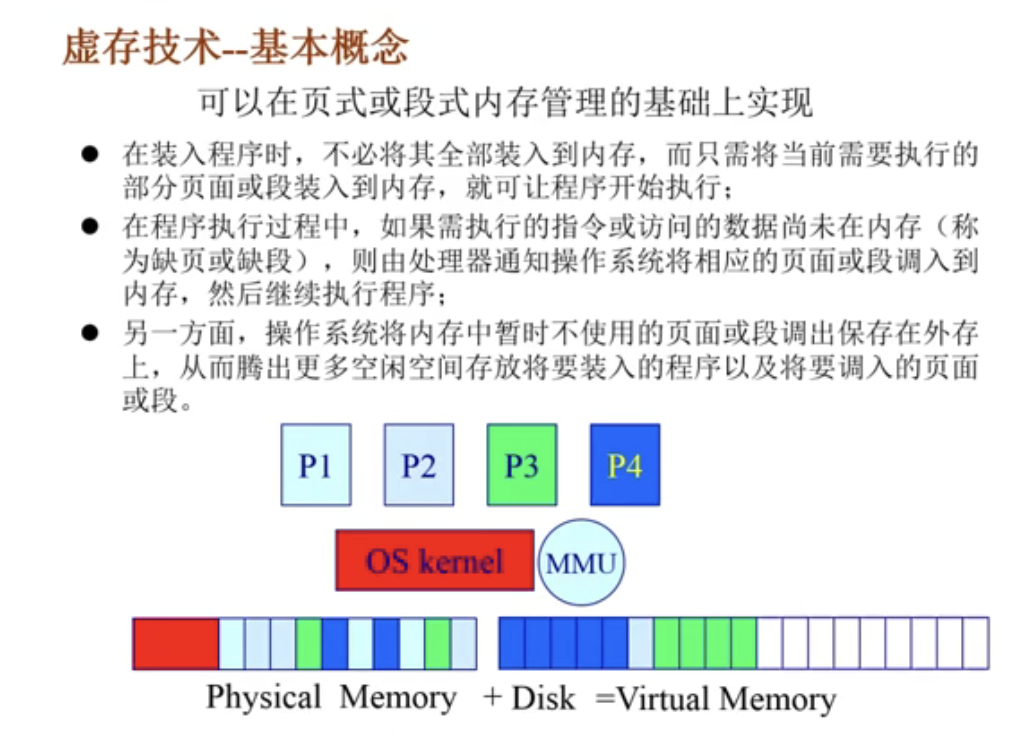 虚存技术--基本概念
可以在页式或段式内存管理的基础上实现
● 在装入程序时，不必将其全部装入到内存，而只需将当前需要执行的
部分页面或段装入到内存，就可让程序开始执行；
● 在程序执行过程中，如果需执行的指令或访问的数据尚未在内存（称
为缺页或缺段），则由处理器通知操作系统将相应的页面或段调入到
内存，然后继续执行程序；
● 另一方面，操作系统将内存中暂时不使用的页面或段调出保存在外存
上，从而腾出更多空闲空间存放将要装入的程序以及将要调入的页面
或段。
P1 P2 P3 P4
OS kernel MMU
Physical Memory + Disk =Virtual Memory